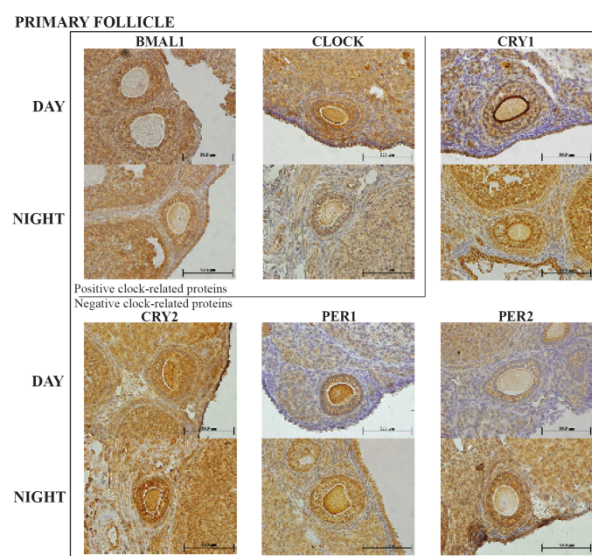 PRIMARY FOLLICLE
BMAL1 CLOCK CRY1
DAY
NIGHT
Positive clock-related proteins
Negative clock-related proteins
CRY2 PER1 PER2
DAY
NIGHT